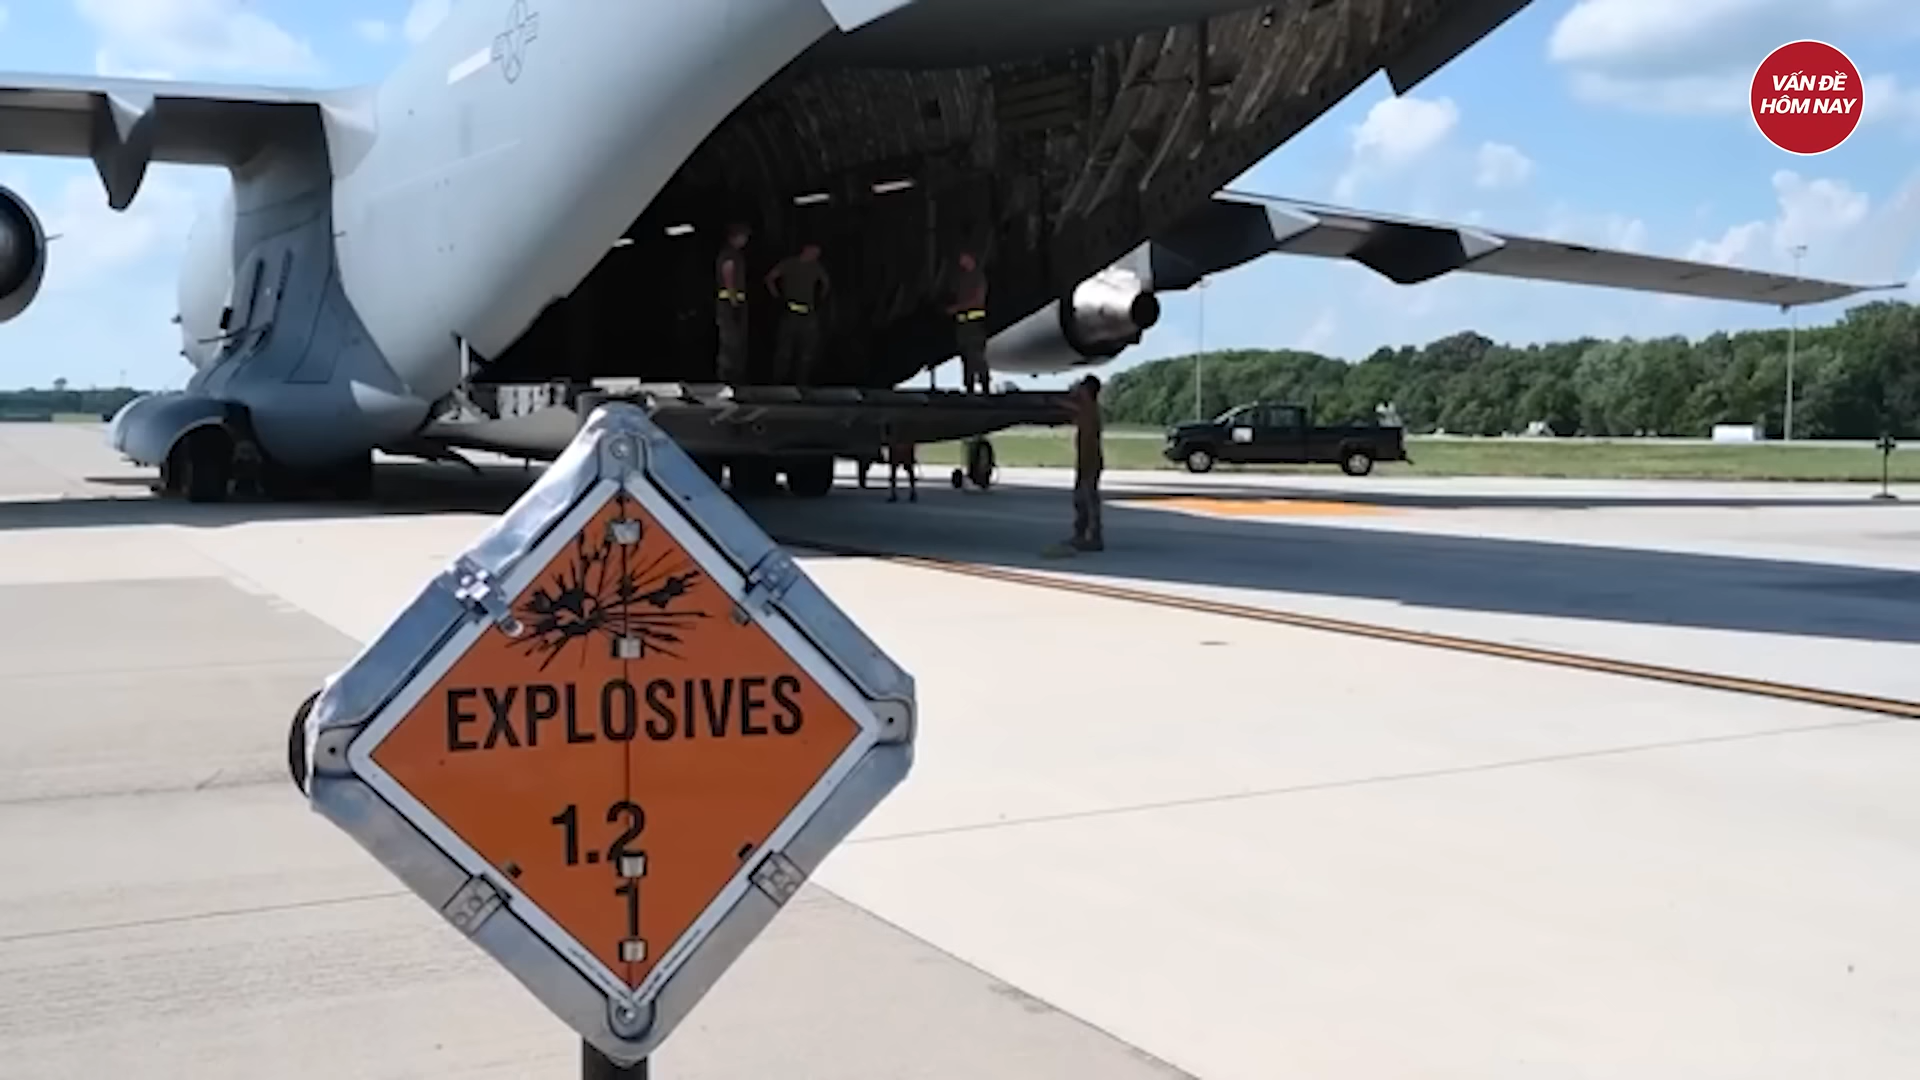 VẤN ĐỀ
HÔM NAY
EXPLOSIVES
1.2
1